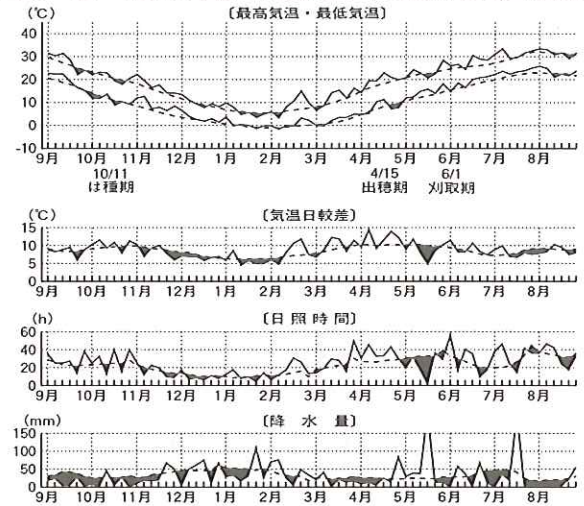 (℃) 〔最高気温・最低気温〕
40
30
20
10
0
-10
9月 10月 11月 12月 1月 2月 3月 4月 5月 6月 7月 8月
10/11 4/15 6/1
は種期 出穂期 刈取期
(℃) 〔気温日較差〕
15
10
5
0
9月 10月 11月 12月 1月 2月 3月 4月 5月 6月 7月 8月
(h) 〔日照時間〕
60
40
20
0
9月 10月 11月 12月 1月 2月 3月 4月 5月 6月 7月 8月
(mm) 〔降水量〕
150
100
50
0
9月 10月 11月 12月 1月 2月 3月 4月 5月 6月 7月 8月